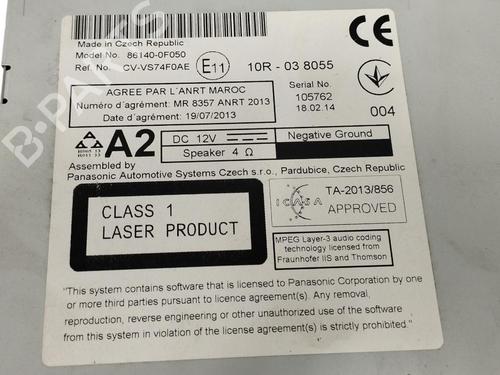 Made in Czech Republic
Model No. 86140-0F050
Ref No. CV-VS74F0AE
E11
10R - 03 8055
CE
AGREE PAR L'ANRT MAROC
Numéro d'agrément: MR 8357 ANRT 2013
Date d'agrément: 19/07/2013
Serial No.
105762
18.02.14
004
A2
DC 12V
Negative Ground
Speaker 4 Ω
Assembled by
Panasonic Automotive Systems Czech s.r.o., Pardubice, Czech Republic
CLASS 1
LASER PRODUCT
ICASA
TA-2013/856
APPROVED
MPEG Layer-3 audio coding
technology licensed from
Fraunhofer IIS and Thomson
"This system contains software that is licensed to Panasonic Corporation by one
or more third parties pursuant to licence agreement(s). Any removal,
reproduction, reverse engineering or other unauthorized use of the software
from this system in violation of the license agreement(s) is strictly prohibited."
B-PARTS